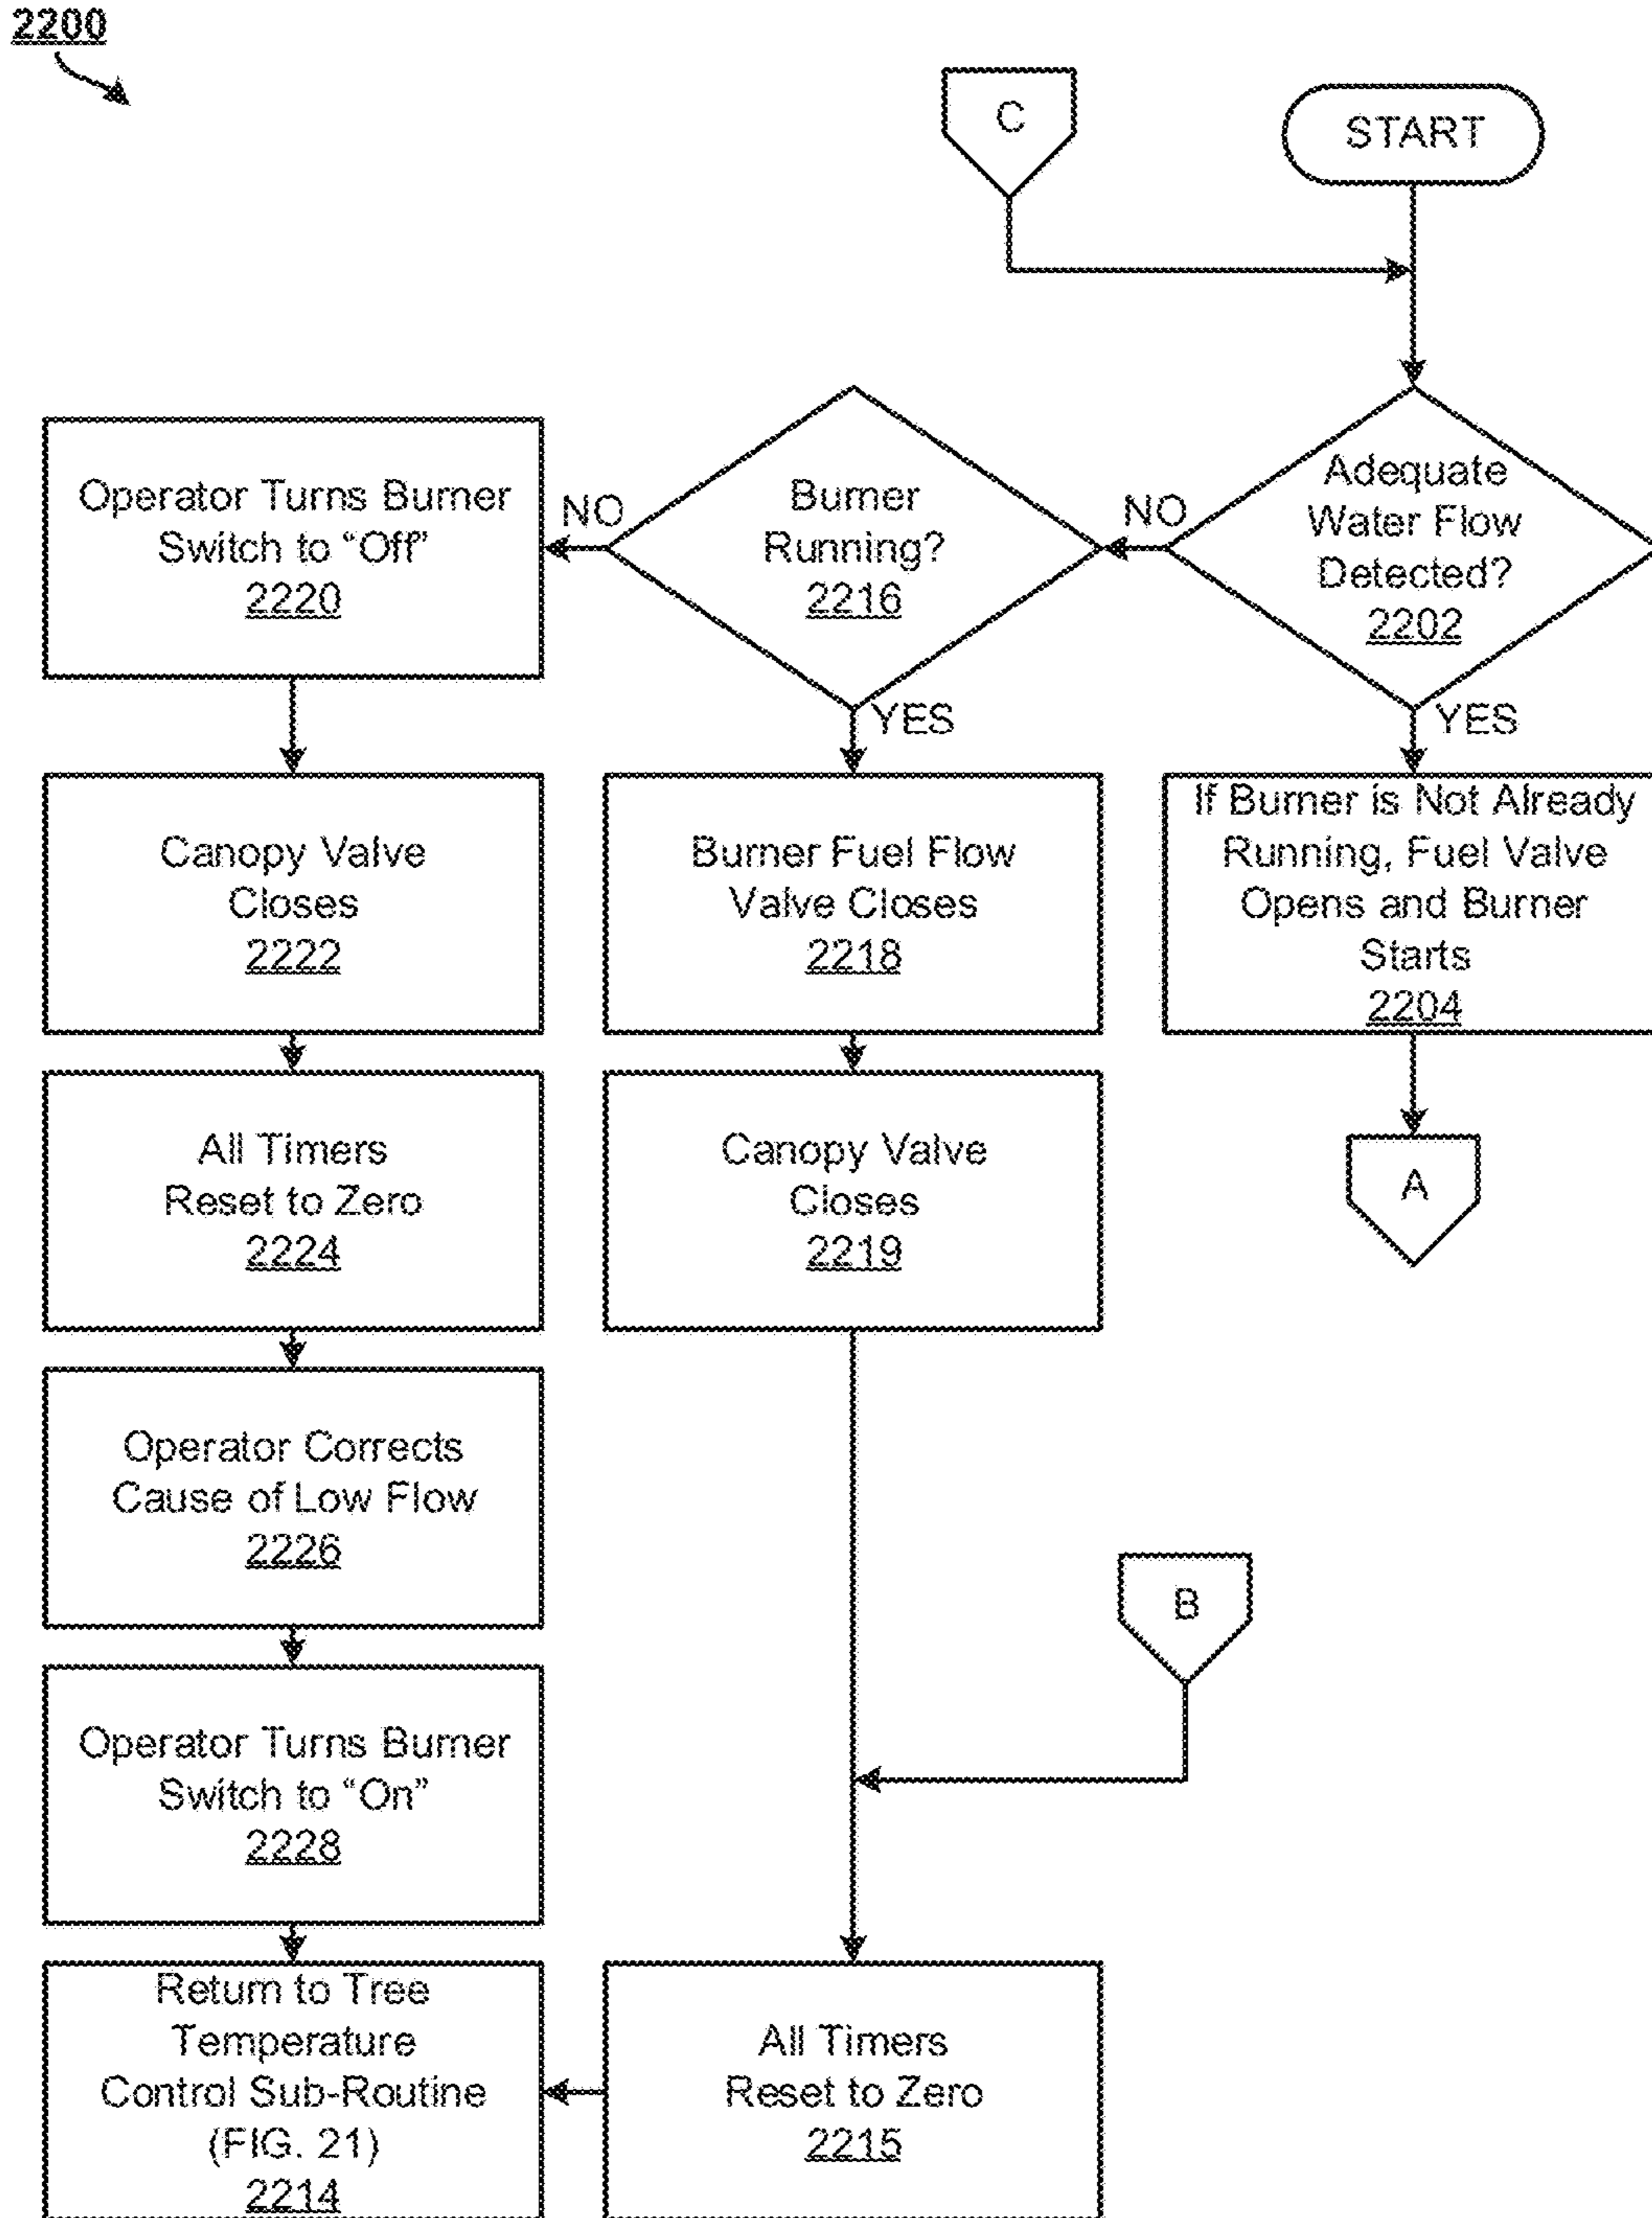 2200
C
START
Operator Turns Burner
Switch to “Off”
2220
NO
Burner
Running?
2216
NO
Adequate
Water Flow
Detected?
2202
YES
YES
Canopy Valve
Closes
2222
Burner Fuel Flow
Valve Closes
2218
If Burner is Not Already
Running, Fuel Valve
Opens and Burner
Starts
2204
All Timers
Reset to Zero
2224
Canopy Valve
Closes
2219
A
Operator Corrects
Cause of Low Flow
2226
B
Operator Turns Burner
Switch to “On”
2228
Return to Tree
Temperature
Control Sub-Routine
(FIG. 21)
2214
All Timers
Reset to Zero
2215